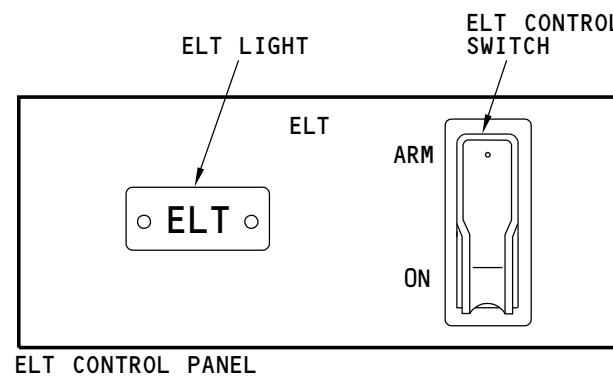 ELT LIGHT
ELT CONTROL
SWITCH
ELT
ARM
ELT
ON
ELT CONTROL PANEL